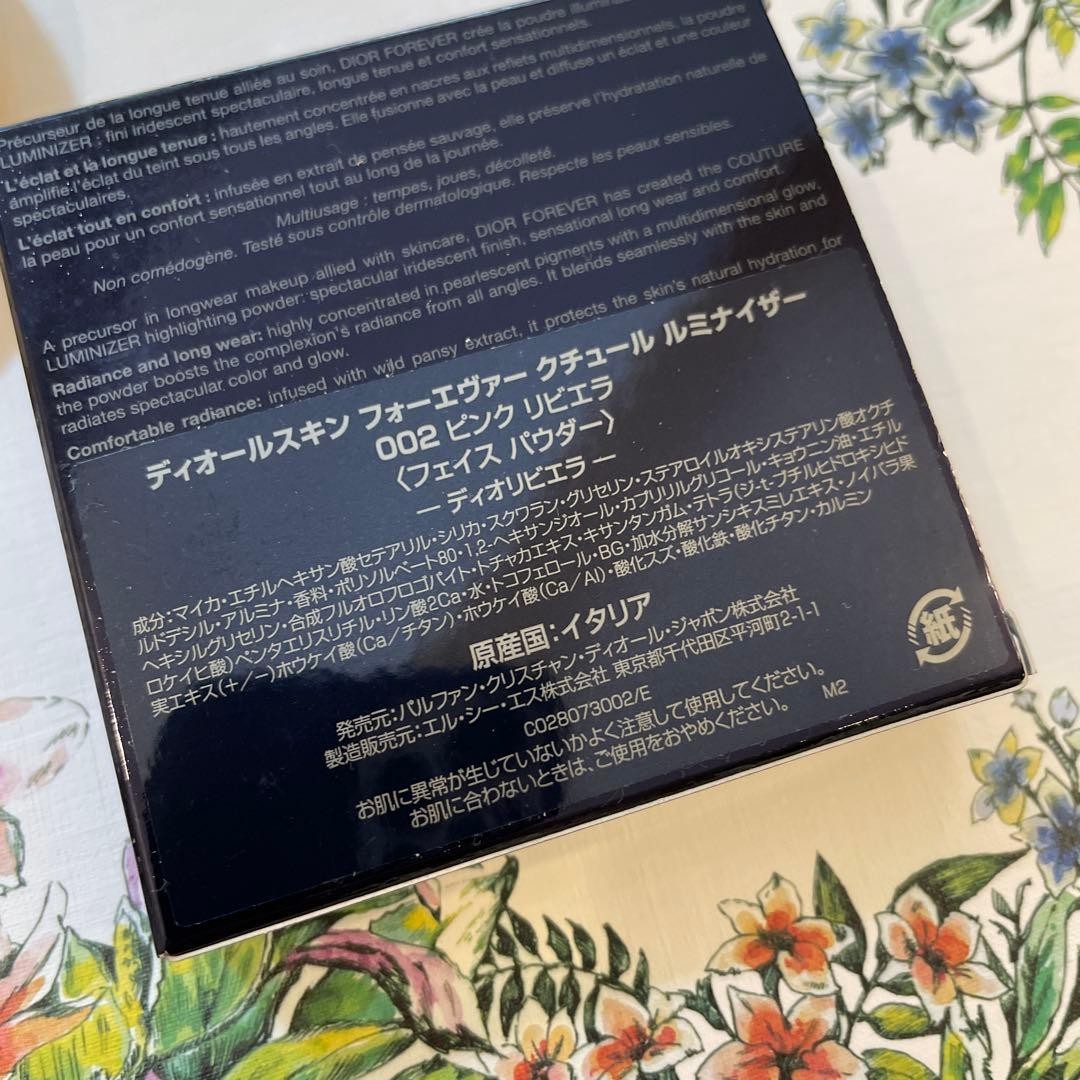 Précurseur de la longue tenue alliée au soin, DIOR FOREVER crée la poudre
LUMINIZER : fini iridescent spectaculaire, longue tenue et confort sensationnels.
L'éclat et la longue tenue : hautement concentrée en nacres aux reflets multidimensionnels, la poudre
amplifie l'éclat du teint sous tous les angles. Elle fusionne avec la peau et diffuse un éclat et une couleur
spectaculaires.
L'éclat tout en confort : infusée en extrait de pensée sauvage, elle préserve l'hydratation naturelle de
la peau pour un confort sensationnel tout au long de la journée.
Multiusage : tempes, joues, décolleté.
Non comédogène. Testé sous contrôle dermatologique. Respecte les peaux sensibles.
A precursor in longwear makeup allied with skincare, DIOR FOREVER has created the COUTURE
LUMINIZER highlighting powder: spectacular iridescent finish, sensational long wear and comfort.
Radiance and long wear: highly concentrated in pearlescent pigments with a multidimensional glow,
the powder boosts the complexion's radiance from all angles. It blends seamlessly with the skin and
radiates spectacular color and glow.
Comfortable radiance: infused with wild pansy extract, it protects the skin's natural hydration for
ディオールスキン フォーエヴァー クチュール ルミナイザー
002 ピンク リビエラ
〈フェイス パウダー〉
— ディオリビエラ —
成分:マイカ・エチルヘキサン酸セテアリル・シリカ・スクワラン・グリセリン・ステアロイルオキシステアリン酸オクチ
ルドデシル・アルミナ・香料・ポリソルベート80・1,2-ヘキサンジオール・カプリリルグリコール・キョウニン油・エチル
ヘキシルグリセリン・合成フルオロフロゴパイト・トチャカエキス・キサンタンガム・テトラ(ジ-t-ブチルヒドロキシヒド
ロケイヒ酸)ペンタエリスリチル・リン酸2Ca・水・トコフェロール・BG・加水分解サンシキスミレエキス・ノイバラ果
実エキス(+/−)ホウケイ酸(Ca/チタン)・ホウケイ酸(Ca/Al)・酸化スズ・酸化鉄・酸化チタン・カルミン
原産国:イタリア
発売元:パルファン・クリスチャン・ディオール・ジャポン株式会社
製造販売元:エル・シー・エス株式会社 東京都千代田区平河町2-1-1
C028073002/E
M2
お肌に異常が生じていないかよく注意して使用してください。
お肌に合わないときは、ご使用をおやめください。
紙